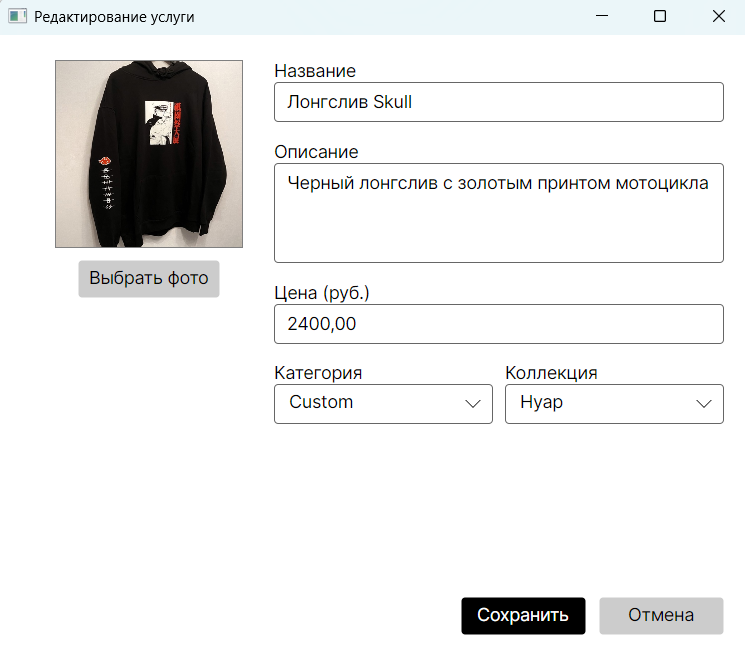 Редактирование услуги
Название
Лонгслив Skull
Описание
Черный лонгслив с золотым принтом мотоцикла
Выбрать фото
Цена (руб.)
2400,00
Категория
Коллекция
Custom
Нуар
Сохранить
Отмена